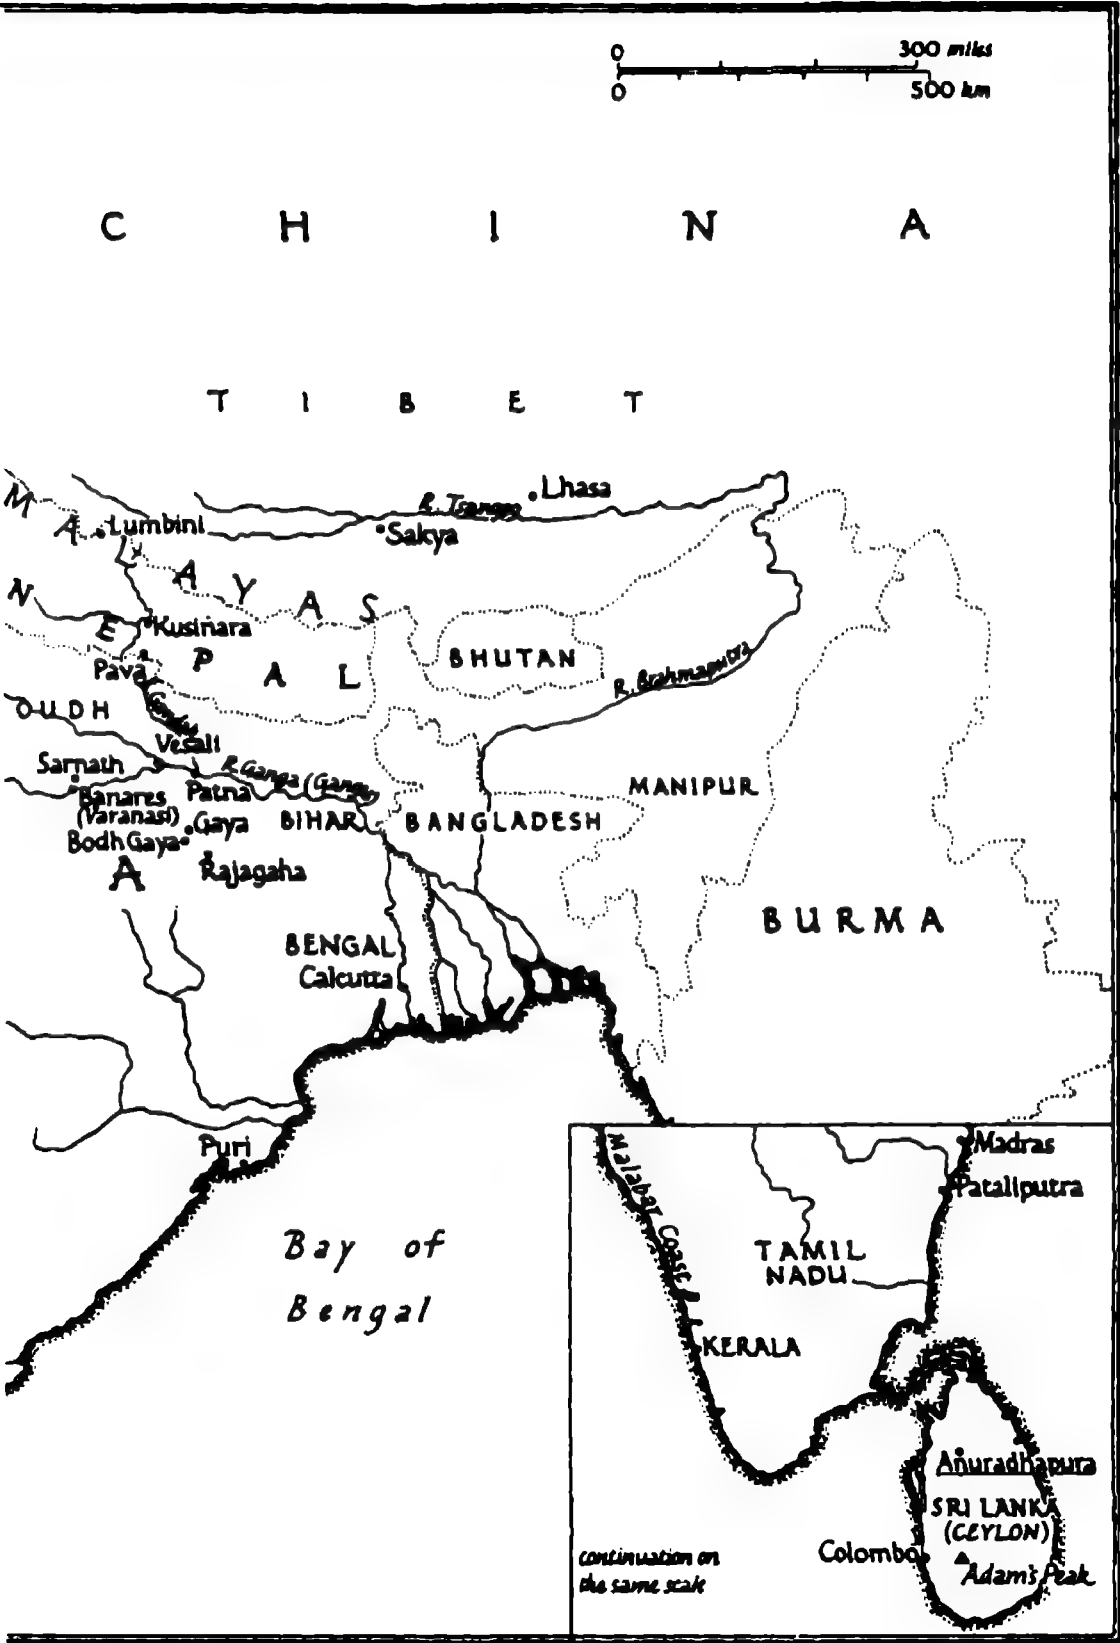 0 300 miles
0 500 km
C H I N A
T I B E T
Lhasa
R. Tsangpo
Sakya
M A L A Y A S
Lumbini
N E P A L
Kusinara
Pava
BHUTAN
R. Brahmaputra
OUDH
Gandak
Vesali
Sarnath
R. Ganga (Ganges)
MANIPUR
Banares
(Varanasi)
Patna
Gaya
BIHAR
BANGLADESH
Bodh Gaya
A
Rajagaha
BURMA
BENGAL
Calcutta
Puri
Bay of
Bengal
Malabar Coast
Madras
Pataliputra
TAMIL
NADU
KERALA
Anuradhapura
SRI LANKA
(CEYLON)
Colombo
Adam's Peak
continuation on
the same scale